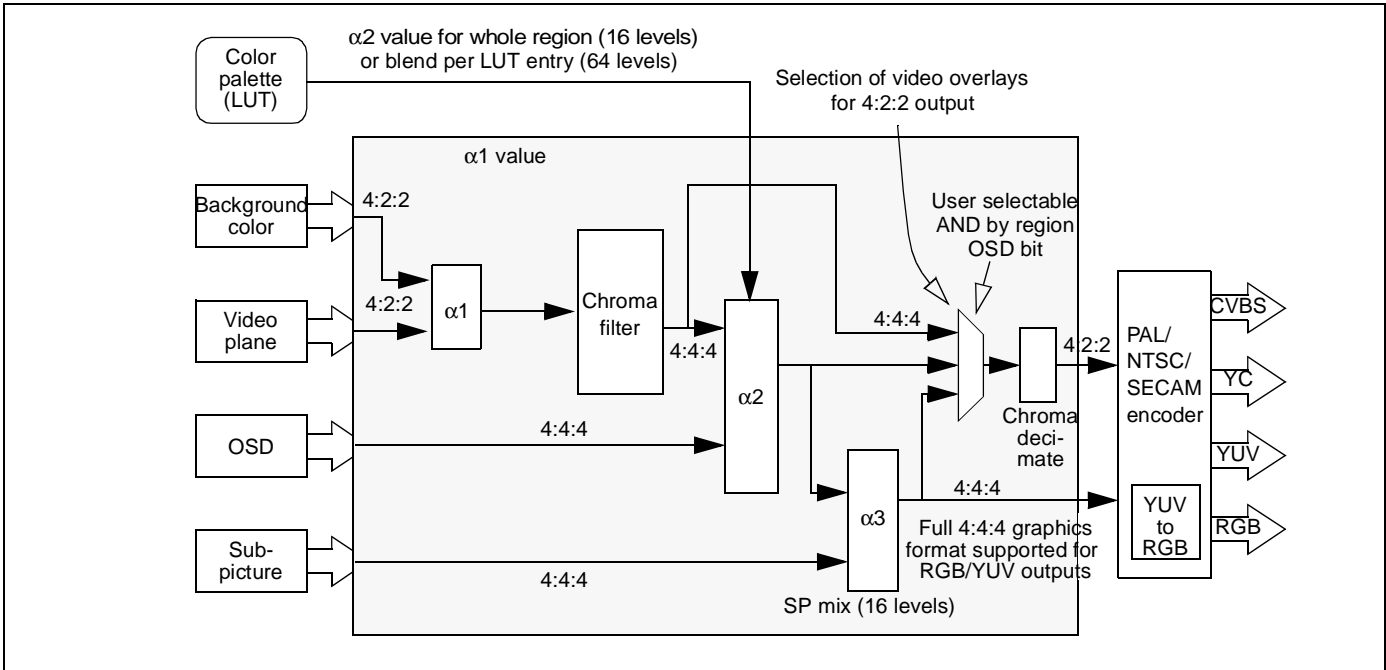 α2 value for whole region (16 levels)
or blend per LUT entry (64 levels)
Color
palette
(LUT)
Selection of video overlays
for 4:2:2 output
α1 value
Background
color
4:2:2
User selectable
AND by region
OSD bit
Video
plane
4:2:2
α1
Chroma
filter
4:4:4
α2
4:4:4
4:2:2
Chroma
deci-
mate
PAL/
NTSC/
SECAM
encoder
CVBS
YC
YUV
RGB
OSD
4:4:4
α3
4:4:4
Full 4:4:4 graphics
format supported for
RGB/YUV outputs
YUV
to
RGB
Sub-
picture
4:4:4
SP mix (16 levels)